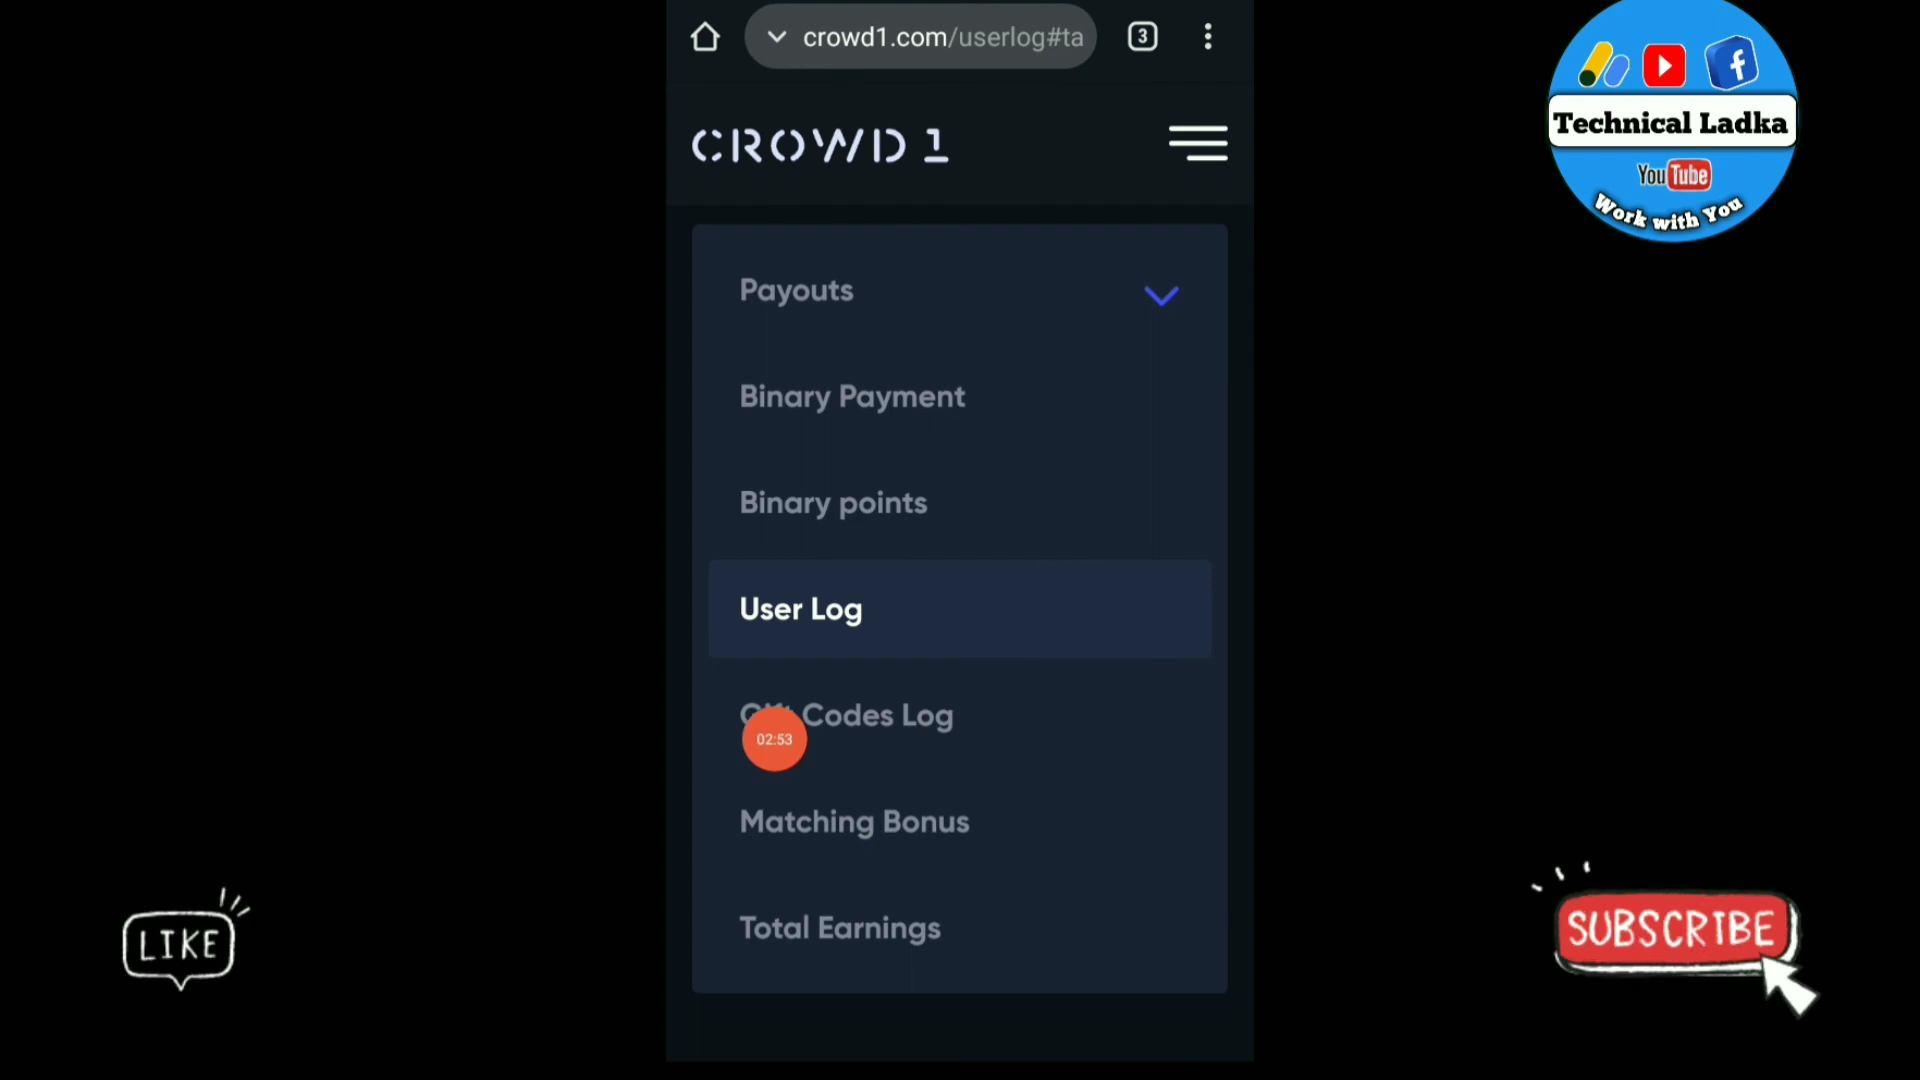 crowd1.com/userlog#ta
3
CROWD 1
Payouts
Binary Payment
Binary points
User Log
Gift Codes Log
02:53
Matching Bonus
Total Earnings
Technical Ladka
YouTube
Work with You
LIKE
SUBSCRIBE